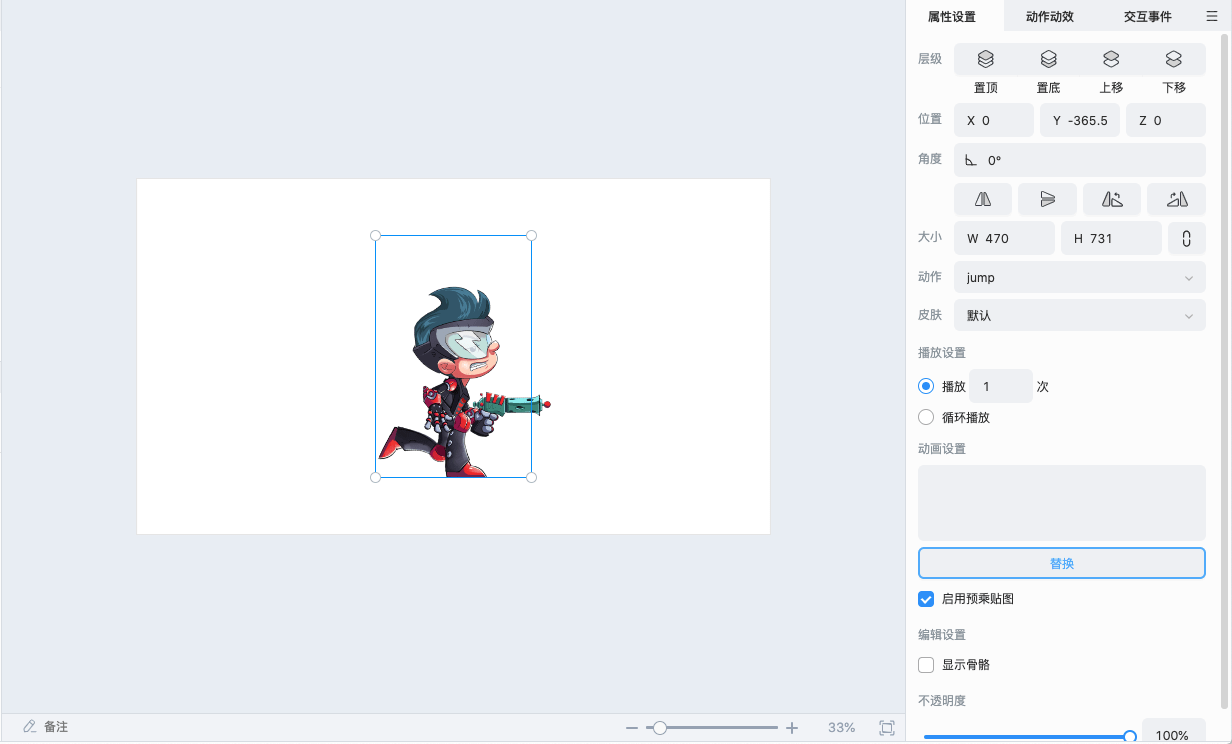 属性设置 动作动效 交互事件
层级
置顶 置底 上移 下移
位置 X 0 Y -365.5 Z 0
角度 0°
大小 W 470 H 731
动作 jump
皮肤 默认
播放设置
播放 1 次
循环播放
动画设置
替换
启用预乘贴图
编辑设置
显示骨骼
不透明度
100%
备注 33%